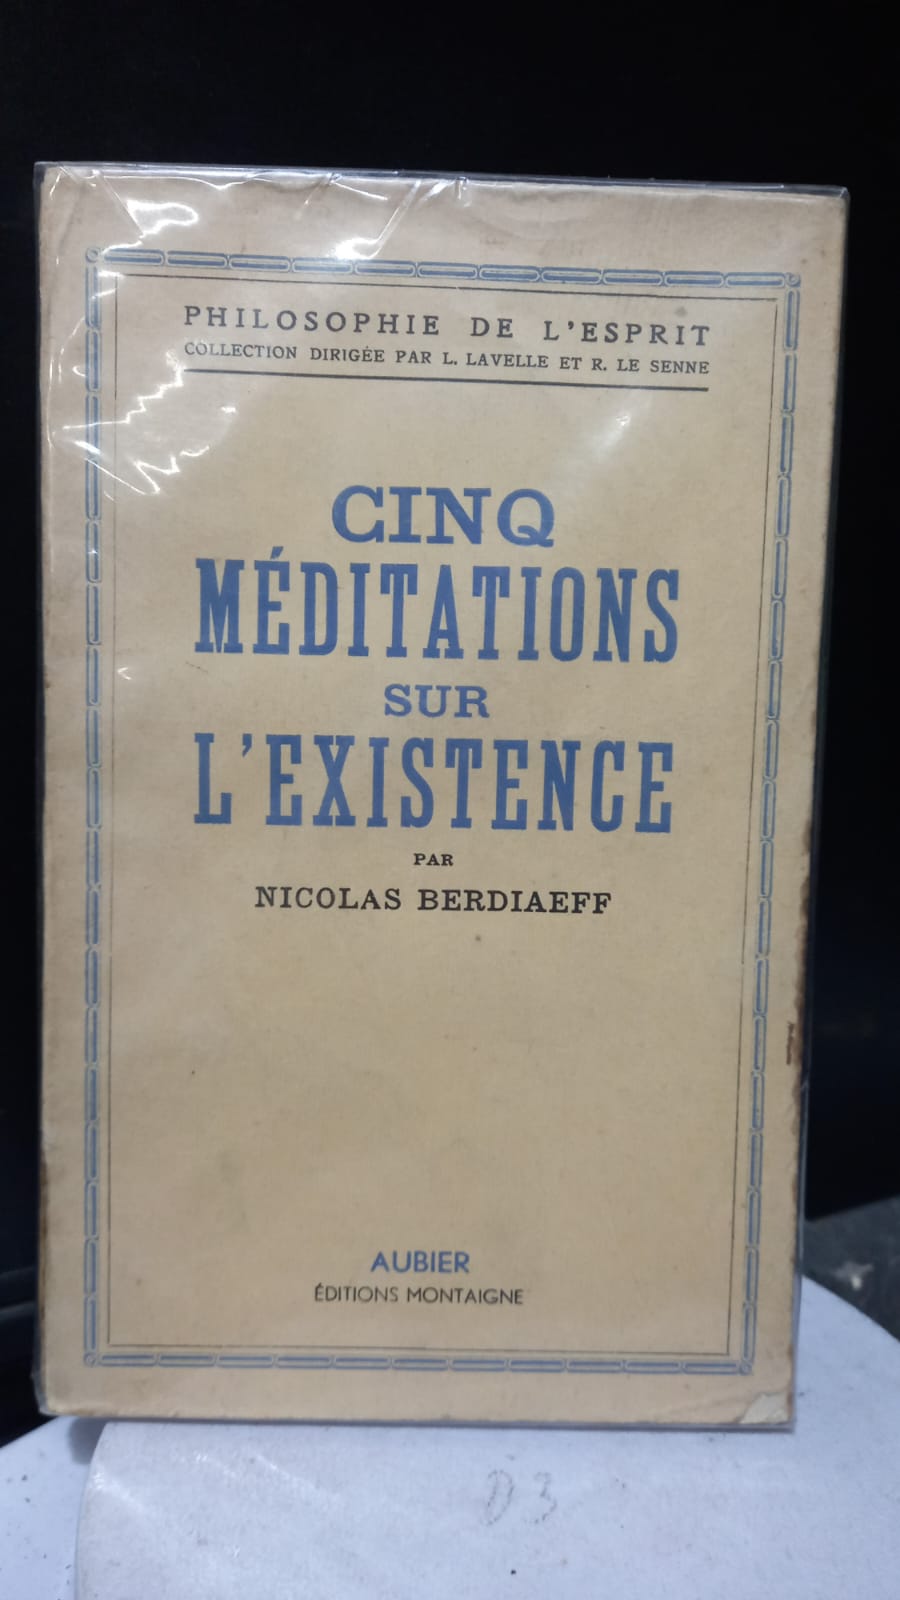 PHILOSOPHIE DE L'ESPRIT
COLLECTION DIRIGÉE PAR L. LAVELLE ET R. LE SENNE
CINQ
MÉDITATIONS
SUR
L'EXISTENCE
PAR
NICOLAS BERDIAEFF
AUBIER
ÉDITIONS MONTAIGNE
D3